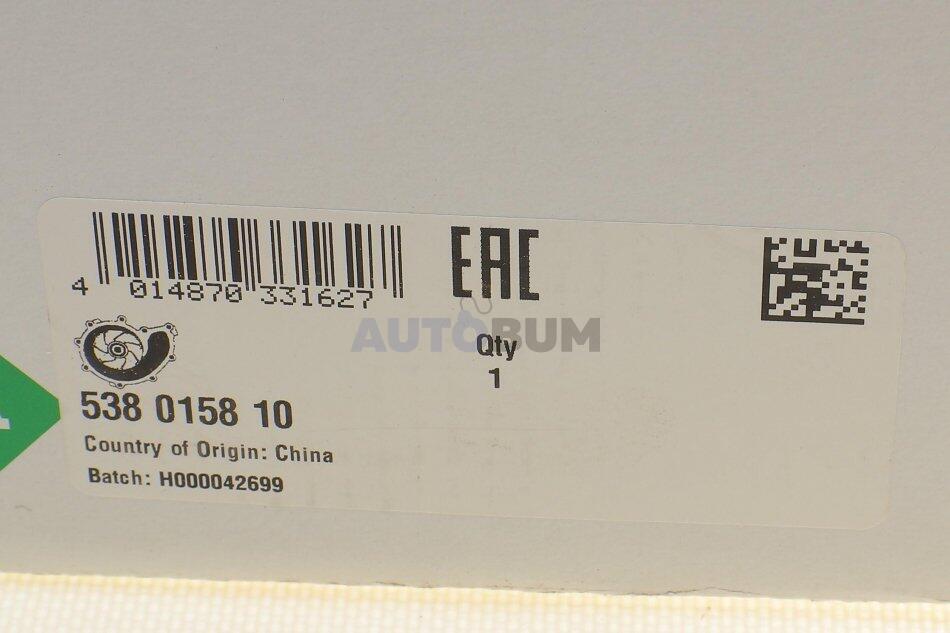 4 014870 331627
EAC
AUTOBUM
Qty
1
538 0158 10
Country of Origin: China
Batch: H000042699